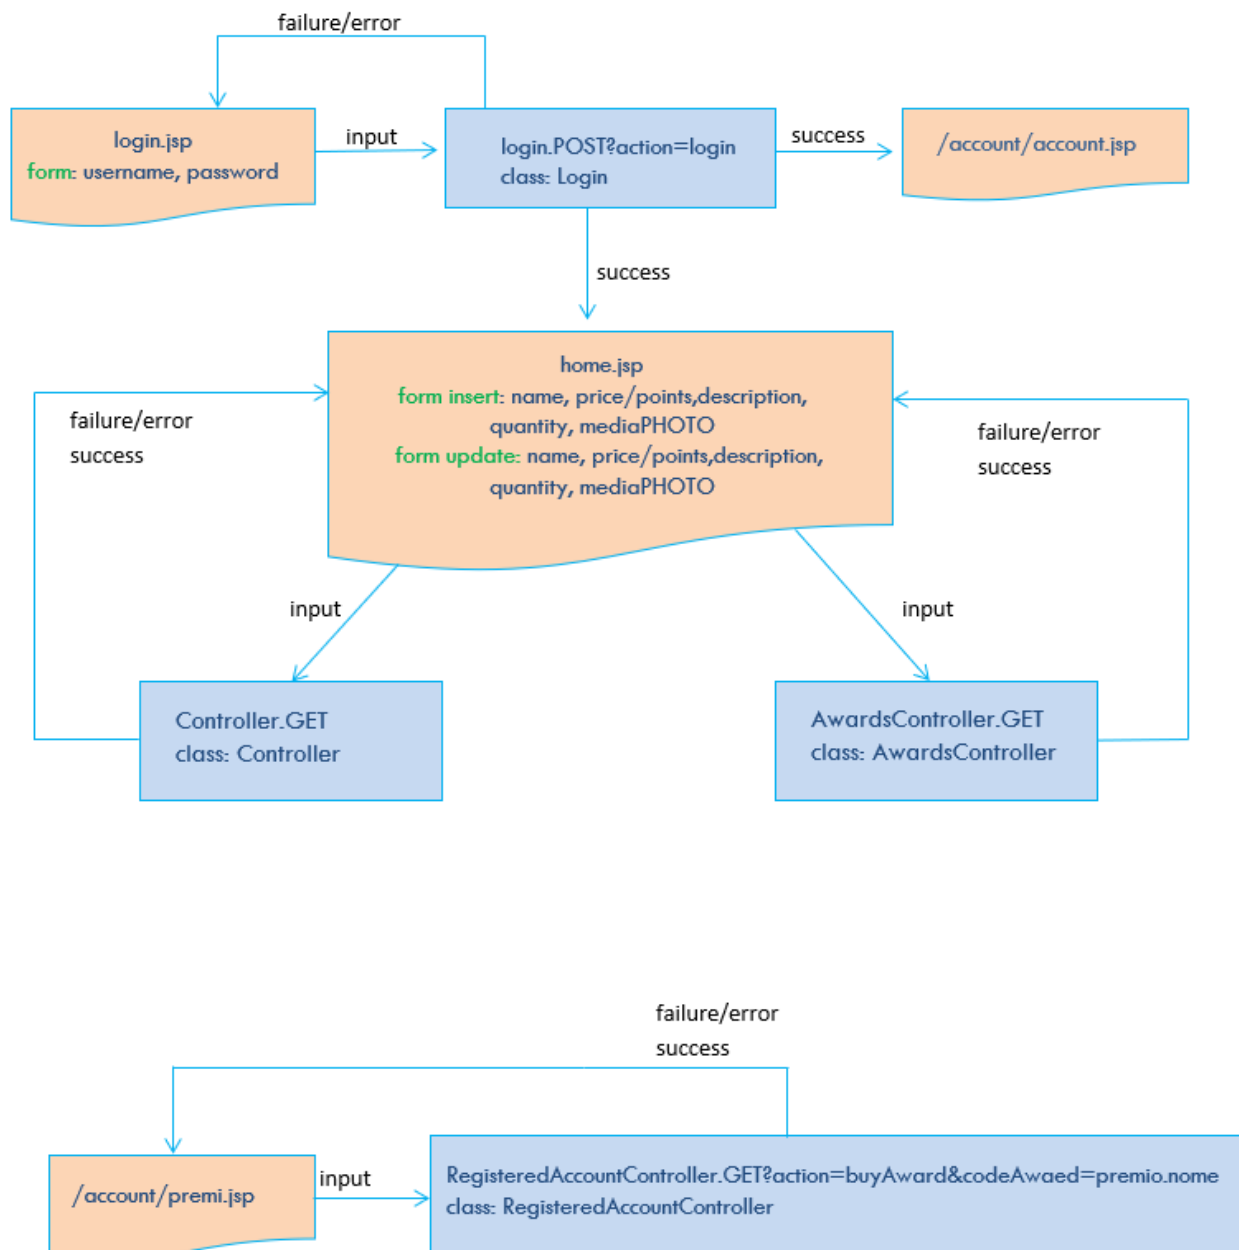 failure/error
login.jsp
form: username, password
input
login.POST?action=login
class: Login
success
/account/account.jsp
success
home.jsp
form insert: name, price/points,description,
quantity, mediaPHOTO
form update: name, price/points,description,
quantity, mediaPHOTO
failure/error
success
failure/error
success
input
input
Controller.GET
class: Controller
AwardsController.GET
class: AwardsController
failure/error
success
/account/premi.jsp
input
RegisteredAccountController.GET?action=buyAward&codeAwaed=premio.nome
class: RegisteredAccountController